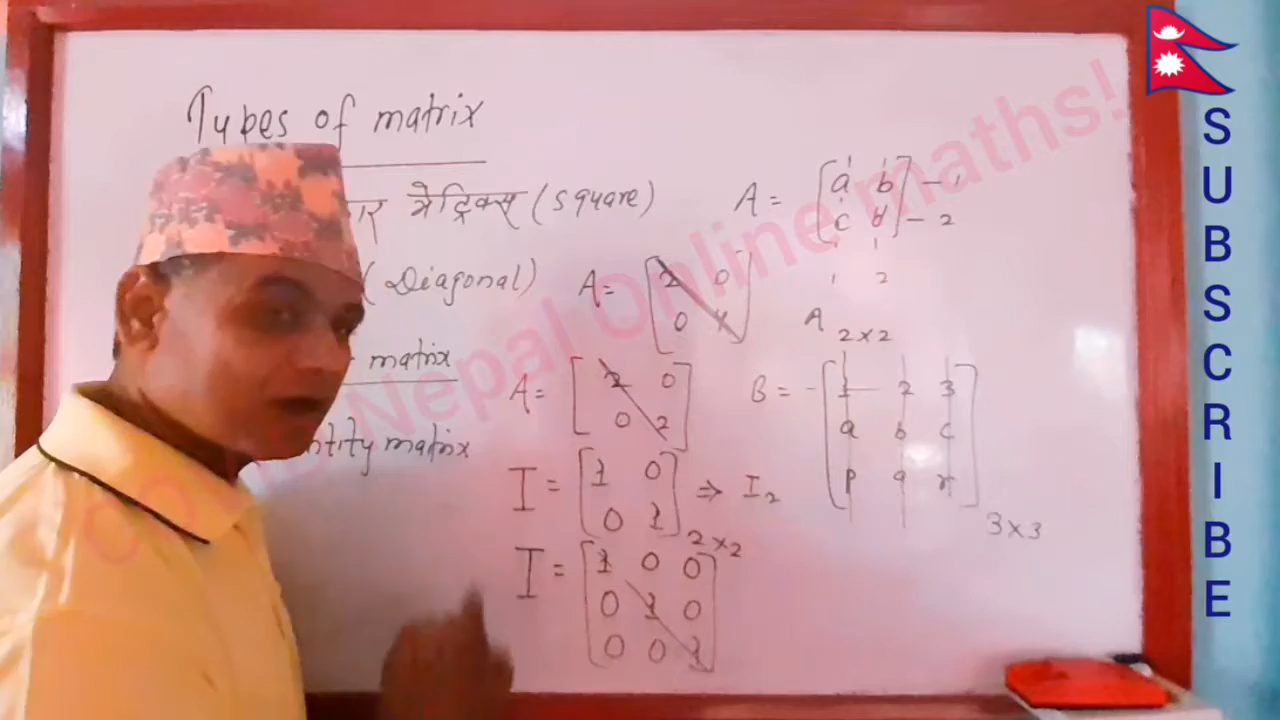 Types of matrix
मेट्रिक्स (square)
A = [a b] - 1
[c d] - 2
1 2
A 2×2
(Diagonal) A = [2 0]
[0 ]
matrix
A = [2 0]
[0 2]
B = [1 2 3]
[a b c]
[p q r] 3×3
matrix
I = [1 0]
[0 1] 2×2 ⇒ I2
I = [1 0 0]
[0 1 0]
[0 0 1]
Nepal Online maths!
SUBSCRIBE